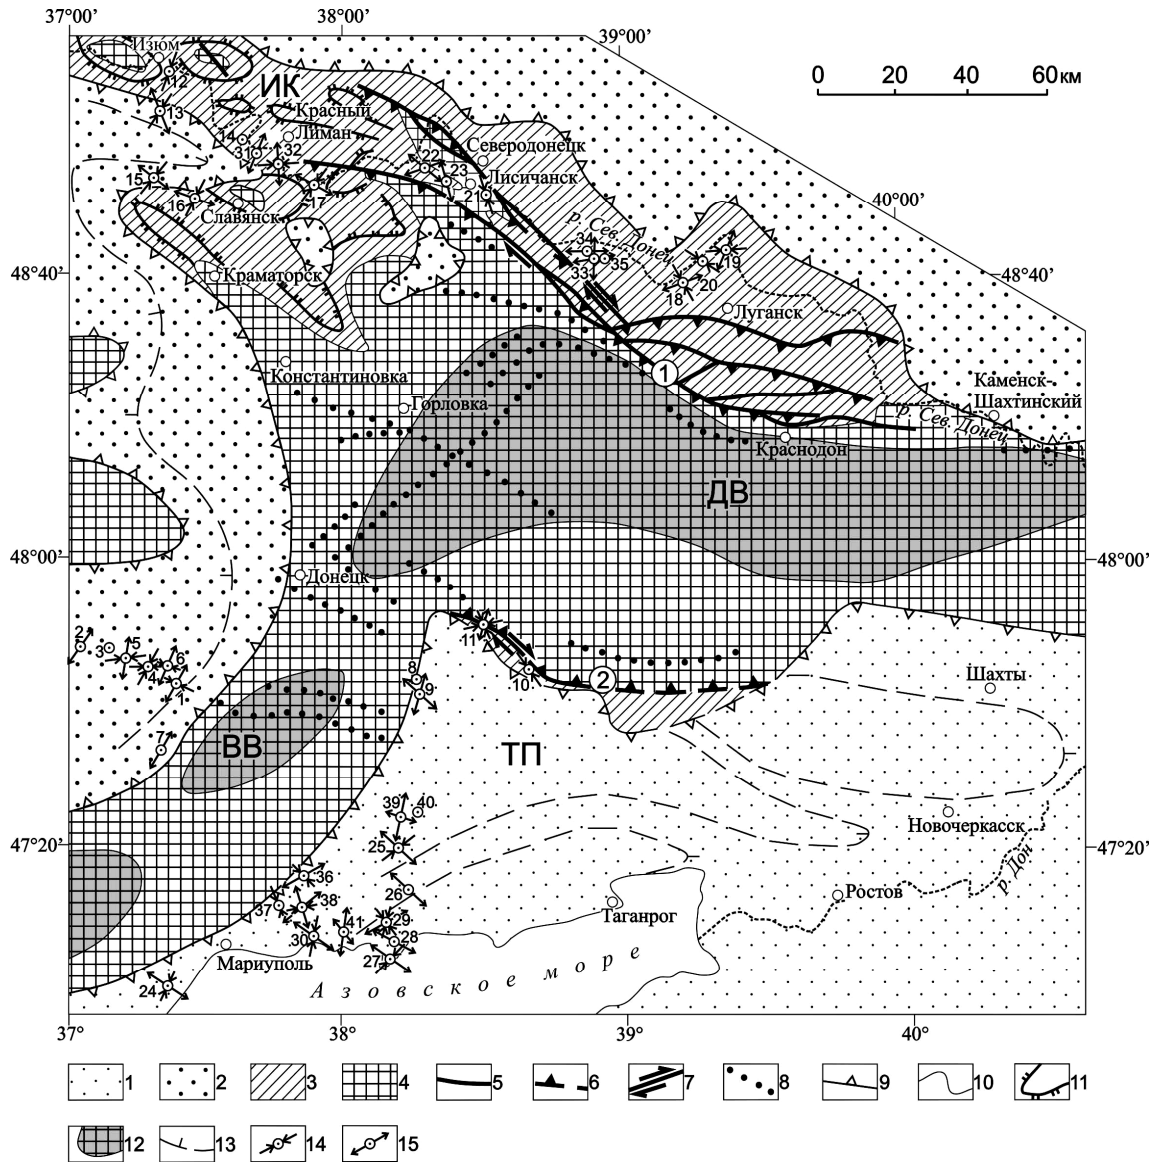 37°00'
38°00'
39°00'
0 20 40 60 км
Изюм
12
ИК
13
Красный
Лиман
14
31
32
Северодонецк
22
23
Лисичанск
40°00'
15
16
17
21
Славянск
р. Сев. Донец
34
33
35
19
18
20
48°40'
Краматорск
48°40'
Луганск
1
Константиновка
Каменск-
Шахтинский
Горловка
р. Сев. Донец
Краснодон
ДВ
48°00'
48°00'
Донецк
2
3
5
4
6
1
11
8
9
10
2
Шахты
7
ВВ
ТП
39
40
Новочеркасск
47°20'
25
47°20'
р. Дон
36
26
Ростов
37
38
Таганрог
41
29
30
28
27
Мариуполь
24
Азовское море
37°
38°
39°
40°
1 2 3 4 5 6 7 8 9 10 11
12 13 14 15